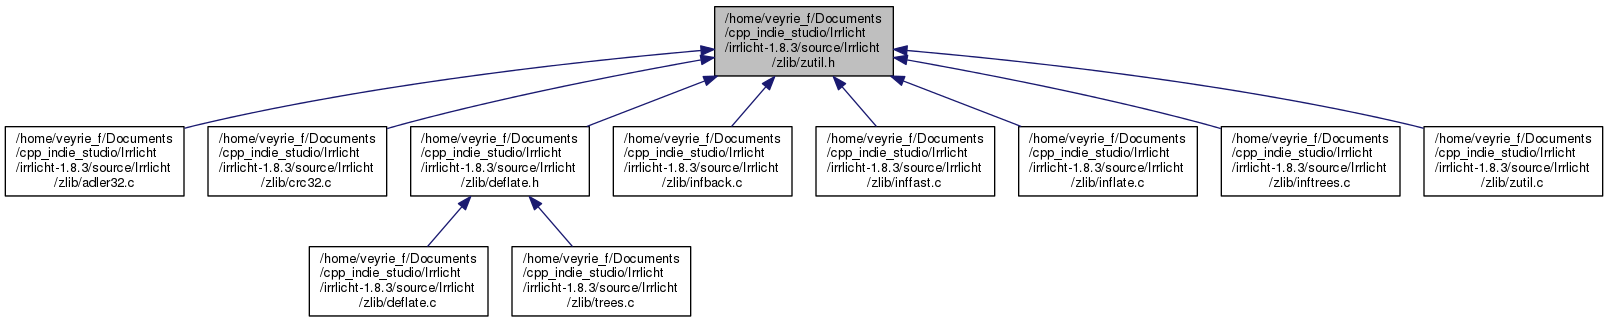 /home/veyrie_f/Documents
/cpp_indie_studio/Irrlicht
/irrlicht-1.8.3/source/Irrlicht
/zlib/zutil.h
/home/veyrie_f/Documents
/cpp_indie_studio/Irrlicht
/irrlicht-1.8.3/source/Irrlicht
/zlib/adler32.c
/home/veyrie_f/Documents
/cpp_indie_studio/Irrlicht
/irrlicht-1.8.3/source/Irrlicht
/zlib/crc32.c
/home/veyrie_f/Documents
/cpp_indie_studio/Irrlicht
/irrlicht-1.8.3/source/Irrlicht
/zlib/deflate.h
/home/veyrie_f/Documents
/cpp_indie_studio/Irrlicht
/irrlicht-1.8.3/source/Irrlicht
/zlib/infback.c
/home/veyrie_f/Documents
/cpp_indie_studio/Irrlicht
/irrlicht-1.8.3/source/Irrlicht
/zlib/inffast.c
/home/veyrie_f/Documents
/cpp_indie_studio/Irrlicht
/irrlicht-1.8.3/source/Irrlicht
/zlib/inflate.c
/home/veyrie_f/Documents
/cpp_indie_studio/Irrlicht
/irrlicht-1.8.3/source/Irrlicht
/zlib/inftrees.c
/home/veyrie_f/Documents
/cpp_indie_studio/Irrlicht
/irrlicht-1.8.3/source/Irrlicht
/zlib/zutil.c
/home/veyrie_f/Documents
/cpp_indie_studio/Irrlicht
/irrlicht-1.8.3/source/Irrlicht
/zlib/deflate.c
/home/veyrie_f/Documents
/cpp_indie_studio/Irrlicht
/irrlicht-1.8.3/source/Irrlicht
/zlib/trees.c